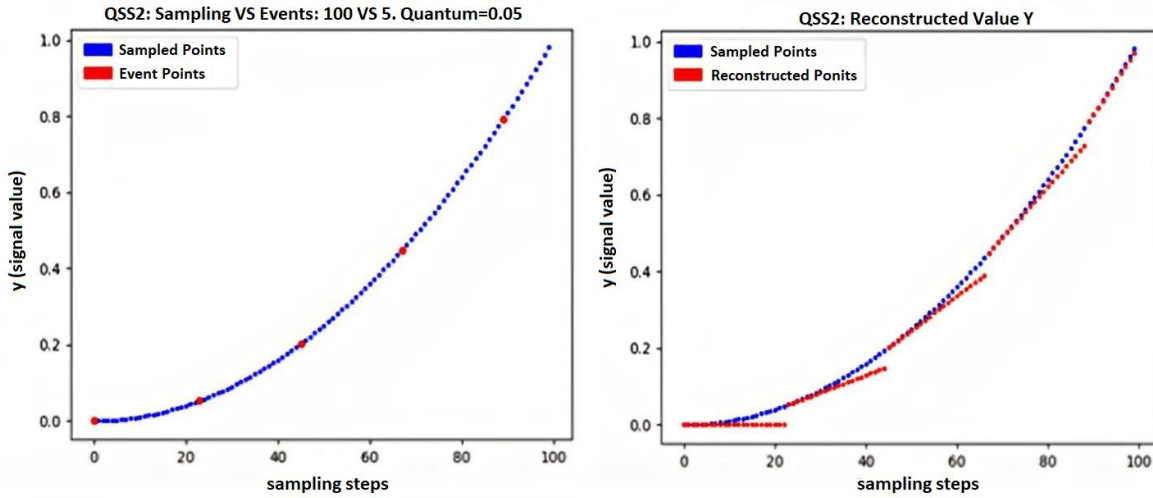 QSS2: Sampling VS Events: 100 VS 5. Quantum=0.05
1.0
0.8
0.6
0.4
0.2
0.0
y (signal value)
Sampled Points
Event Points
0 20 40 60 80 100
sampling steps
QSS2: Reconstructed Value Y
1.0
0.8
0.6
0.4
0.2
0.0
y (signal value)
Sampled Points
Reconstructed Ponits
0 20 40 60 80 100
sampling steps